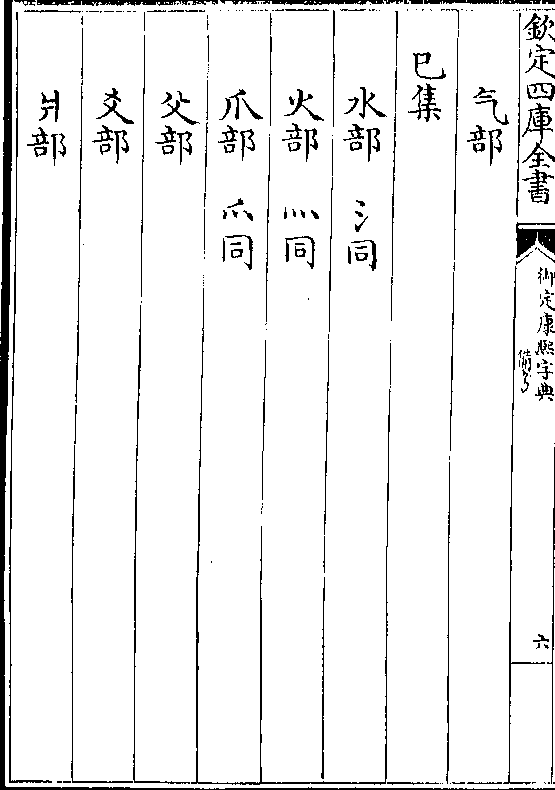 欽定四庫全書
御定康熙字典
備考
六
气部
巳集
水部 氵同
火部 灬同
爪部 爫同
父部
爻部
爿部